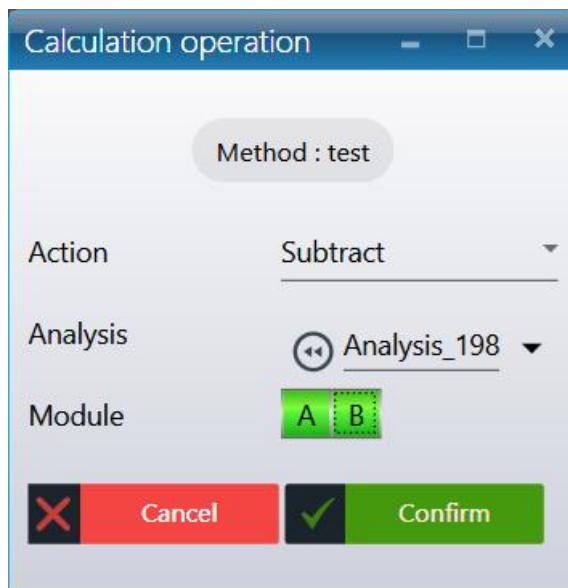 Calculation operation
Method : test
Action Subtract
Analysis Analysis_198
Module A B
Cancel Confirm